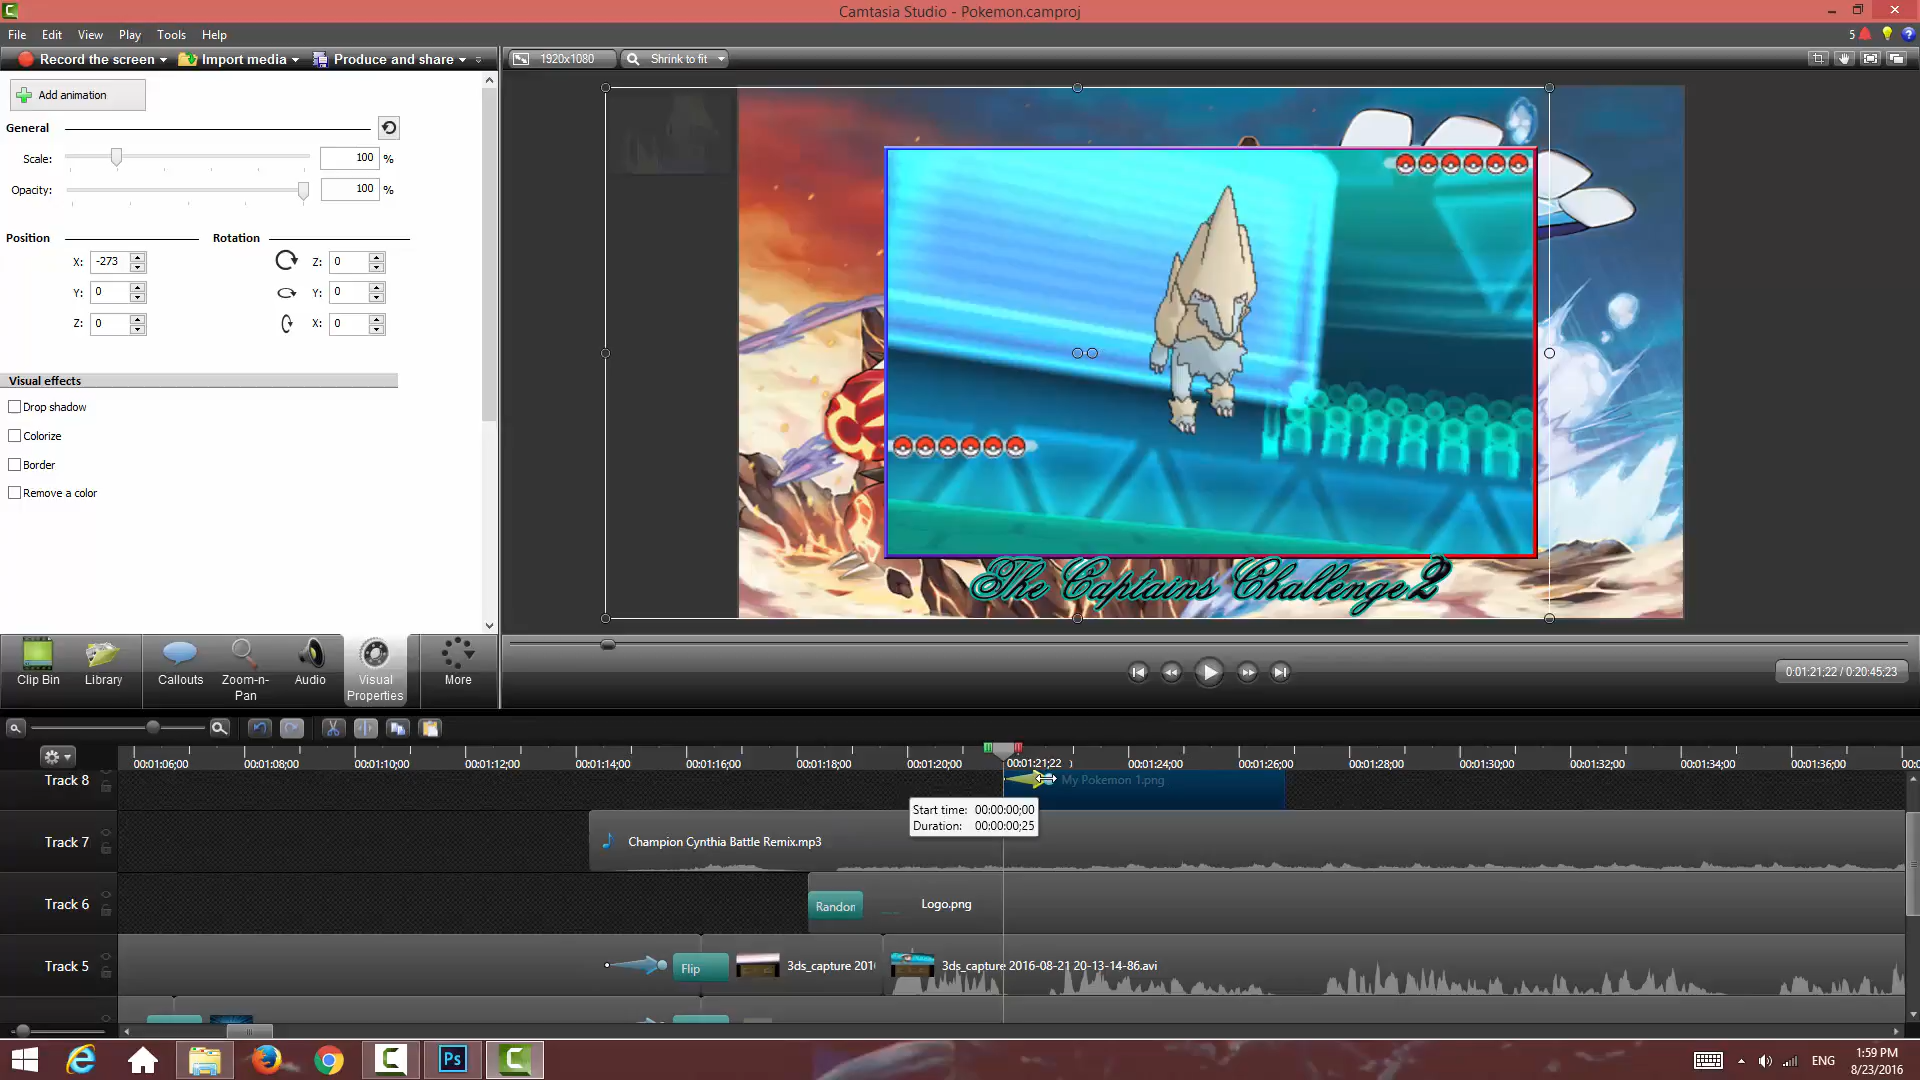 Camtasia Studio - Pokemon.camproj
File Edit View Play Tools Help
5
Record the screen
Import media
Produce and share
1920x1080
Shrink to fit
Add animation
General
Scale: 100 %
Opacity: 100 %
Position
Rotation
X: -273
Z: 0
Y: 0
Y: 0
Z: 0
X: 0
Visual effects
Drop shadow
Colorize
Border
Remove a color
The Captains Challenge 2
Clip Bin
Library
Callouts
Zoom-n-Pan
Audio
Visual Properties
More
0:01:21;22 / 0:20:45;23
00:01:06;00 00:01:08;00 00:01:10;00 00:01:12;00 00:01:14;00 00:01:16;00 00:01:18;00 00:01:20;00 00:01:21;22 00:01:24;00 00:01:26;00 00:01:28;00 00:01:30;00 00:01:32;00 00:01:34;00 00:01:36;00
Track 8
My Pokemon 1.png
Start time: 00:00:00;00
Duration: 00:00:00;25
Track 7
Champion Cynthia Battle Remix.mp3
Track 6
Random
Logo.png
Track 5
Flip
3ds_capture 201
3ds_capture 2016-08-21 20-13-14-86.avi
Ps
ENG
1:59 PM
8/23/2016